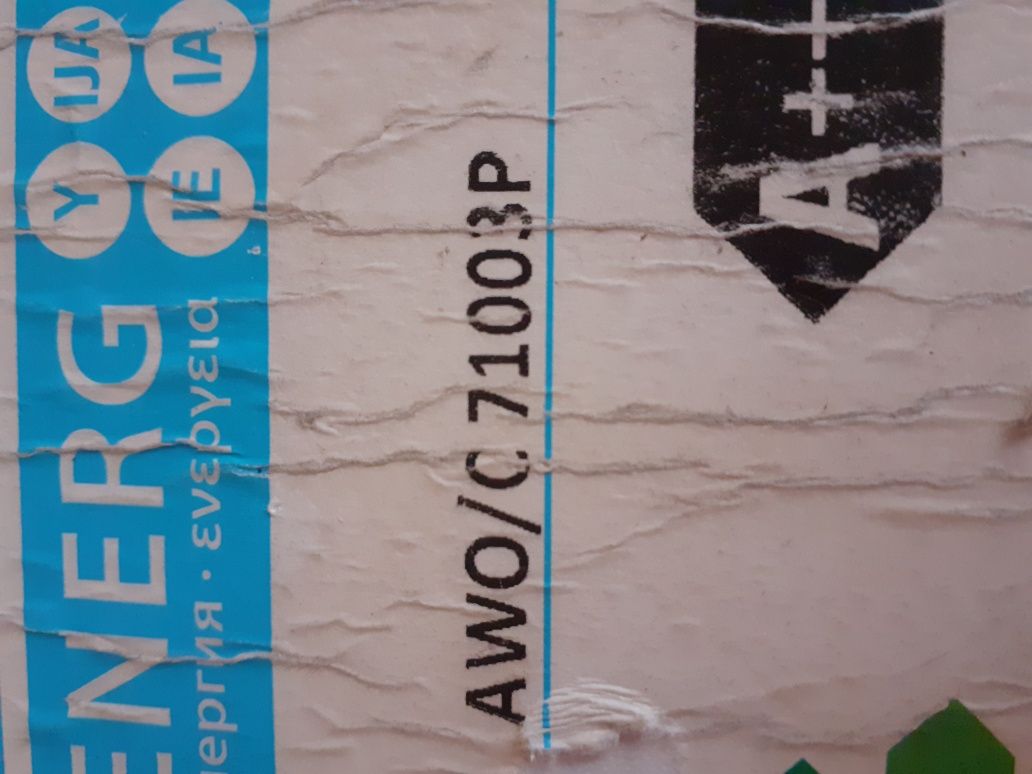 ENERG Y IJA
ергия · ενεργεια IE IA
AWO/C 71003P
A++